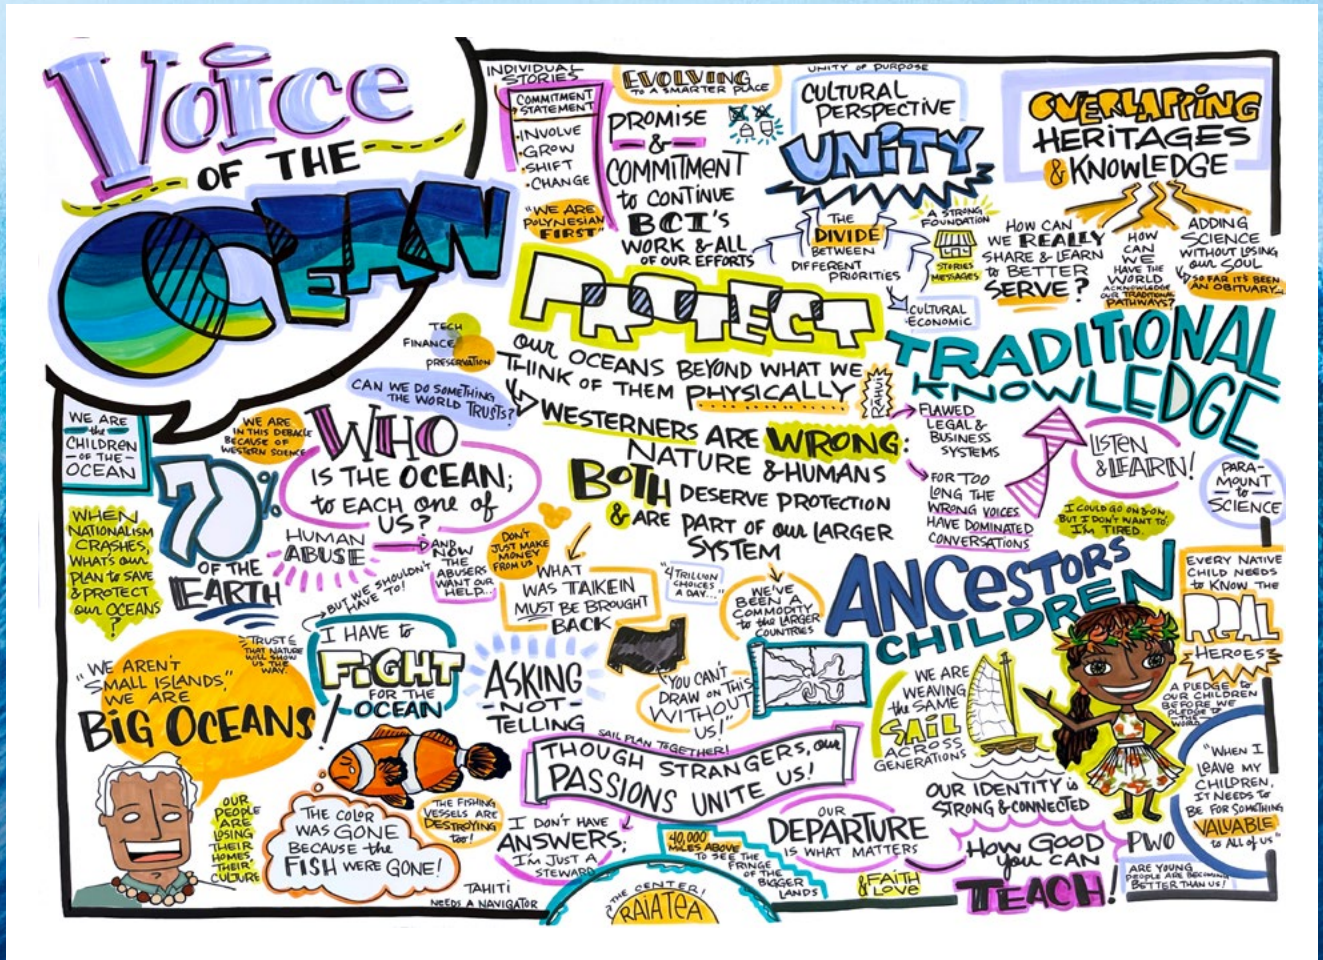 VOICE
OF THE
OCEAN
INDIVIDUAL
STORIES
COMMITMENT
STATEMENT
• INVOLVE
• GROW
• SHIFT
• CHANGE
"WE ARE
POLYNESIAN
FIRST"
EVOLVING
TO A SMARTER PLACE
PROMISE
&
COMMITMENT
to CONTINUE
BCI'S
WORK & ALL
OF OUR EFFORTS
UNITY OF PURPOSE
CULTURAL
PERSPECTIVE
UNITY
THE
DIVIDE
BETWEEN
DIFFERENT
PRIORITIES
CULTURAL
ECONOMIC
A STRONG
FOUNDATION
STORIES
MESSAGES
OVERLAPPING
HERITAGES
& KNOWLEDGE
HOW CAN
WE REALLY
SHARE & LEARN
to BETTER
SERVE?
HOW
CAN
WE
HAVE THE
WORLD
ACKNOWLEDGE
OUR TRADITIONAL
PATHWAYS?
ADDING
SCIENCE
WITHOUT LOSING
our SOUL
SO FAR IT'S BEEN
AN OBITUARY...
PROTECT
our OCEANS BEYOND WHAT WE
THINK OF THEM PHYSICALLY
RAHUI
TECH
FINANCE
PRESERVATION
CAN WE DO SOMETHING
THE WORLD TRUSTS?
WESTERNERS ARE WRONG:
NATURE & HUMANS
BOTH DESERVE PROTECTION
& ARE PART OF our LARGER
SYSTEM
FLAWED
LEGAL &
BUSINESS
SYSTEMS
FOR TOO
LONG THE
WRONG VOICES
HAVE DOMINATED
CONVERSATIONS
TRADITIONAL
KNOWLEDGE
LISTEN
& LEARN!
PARA-
MOUNT
to
SCIENCE
I COULD GO ON & ON
BUT I DON'T WANT TO.
I'M TIRED.
WE ARE
the
CHILDREN
OF THE
OCEAN
WE ARE
IN THIS DEBACLE
BECAUSE OF
WESTERN SCIENCE
WHO
IS THE OCEAN;
to EACH one of
US?
70%
OF THE
EARTH
WHEN
NATIONALISM
CRASHES,
WHAT'S our
PLAN to SAVE
& PROTECT
our OCEANS
?
HUMAN
ABUSE
AND
NOW
THE
ABUSERS
WANT OUR
HELP...
BUT WE SHOULDN'T
HAVE TO!
DON'T
JUST MAKE
MONEY
FROM US
WHAT
WAS TAIKEIN
MUST BE BROUGHT
BACK
"4 TRILLION
CHOICES
A DAY..."
WE'VE
BEEN A
COMMODITY
to the LARGER
COUNTRIES
"YOU CAN'T
DRAW on THIS
WITHOUT
US!"
ANCESTORS
CHILDREN
EVERY NATIVE
CHILD NEEDS
to KNOW the
REAL
HEROES
A PLEDGE to
OUR CHILDREN
BEFORE WE
PLEDGE to
THE
WORLD
"WHEN I
LEAVE MY
CHILDREN,
IT NEEDS TO
BE FOR SOMETHING
VALUABLE
to ALL of US"
WE ARE
WEAVING
the SAME
SAIL
ACROSS
GENERATIONS
OUR IDENTITY is
STRONG & CONNECTED
TRUST
THAT NATURE
WILL SHOW
US THE
WAY.
"WE AREN'T
SMALL ISLANDS,"
WE ARE
BIG OCEANS!
I HAVE to
FIGHT
FOR THE
OCEAN
ASKING
NOT
TELLING
SAIL PLAN TOGETHER!
THOUGH STRANGERS, our
PASSIONS UNITE US!
OUR
PEOPLE
ARE
LOSING
THEIR
HOMES,
THEIR
CULTURE
THE COLOR
WAS GONE
BECAUSE the
FISH WERE GONE!
THE FISHING
VESSELS ARE
DESTROYING
too!
I DON'T HAVE
ANSWERS;
I'M JUST A
STEWARD
TAHITI
NEEDS A NAVIGATOR
THE CENTER!
RAIATEA
40,000
MILES ABOVE
TO SEE THE
FRINGE
OF THE
BIGGER
LANDS
OUR
DEPARTURE
IS WHAT MATTERS
& FAITH
LOVE
HOW GOOD
you CAN
TEACH!
PWO
ARE YOUNG
PEOPLE ARE BECOMING
BETTER THAN US!